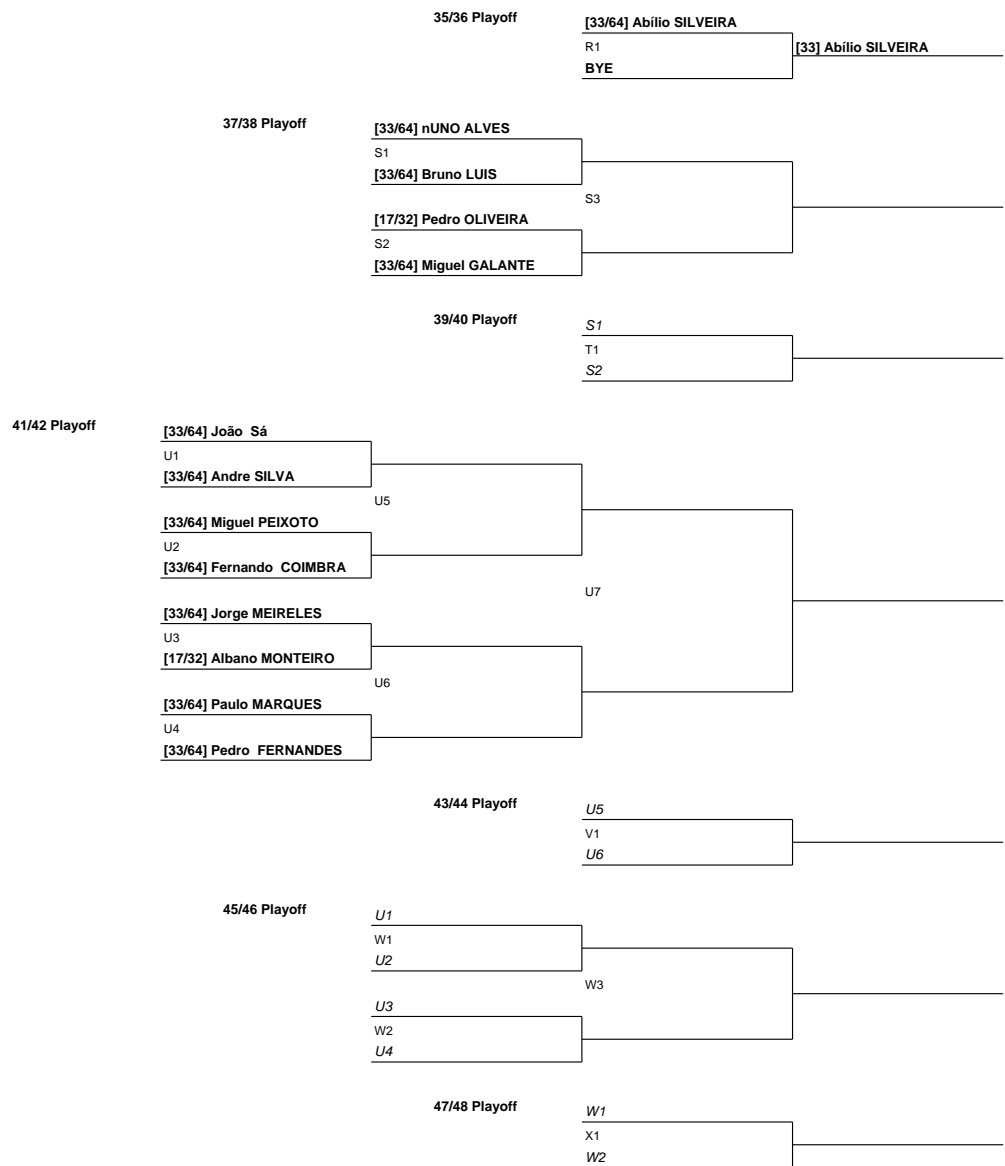 35/36 Playoff
[33/64] Abílio SILVEIRA
R1
[33] Abílio SILVEIRA
BYE
37/38 Playoff
[33/64] nUNO ALVES
S1
[33/64] Bruno LUIS
S3
[17/32] Pedro OLIVEIRA
S2
[33/64] Miguel GALANTE
39/40 Playoff
S1
T1
S2
41/42 Playoff
[33/64] João Sá
U1
[33/64] Andre SILVA
U5
[33/64] Miguel PEIXOTO
U2
[33/64] Fernando COIMBRA
U7
[33/64] Jorge MEIRELES
U3
[17/32] Albano MONTEIRO
U6
[33/64] Paulo MARQUES
U4
[33/64] Pedro FERNANDES
43/44 Playoff
U5
V1
U6
45/46 Playoff
U1
W1
U2
W3
U3
W2
U4
47/48 Playoff
W1
X1
W2